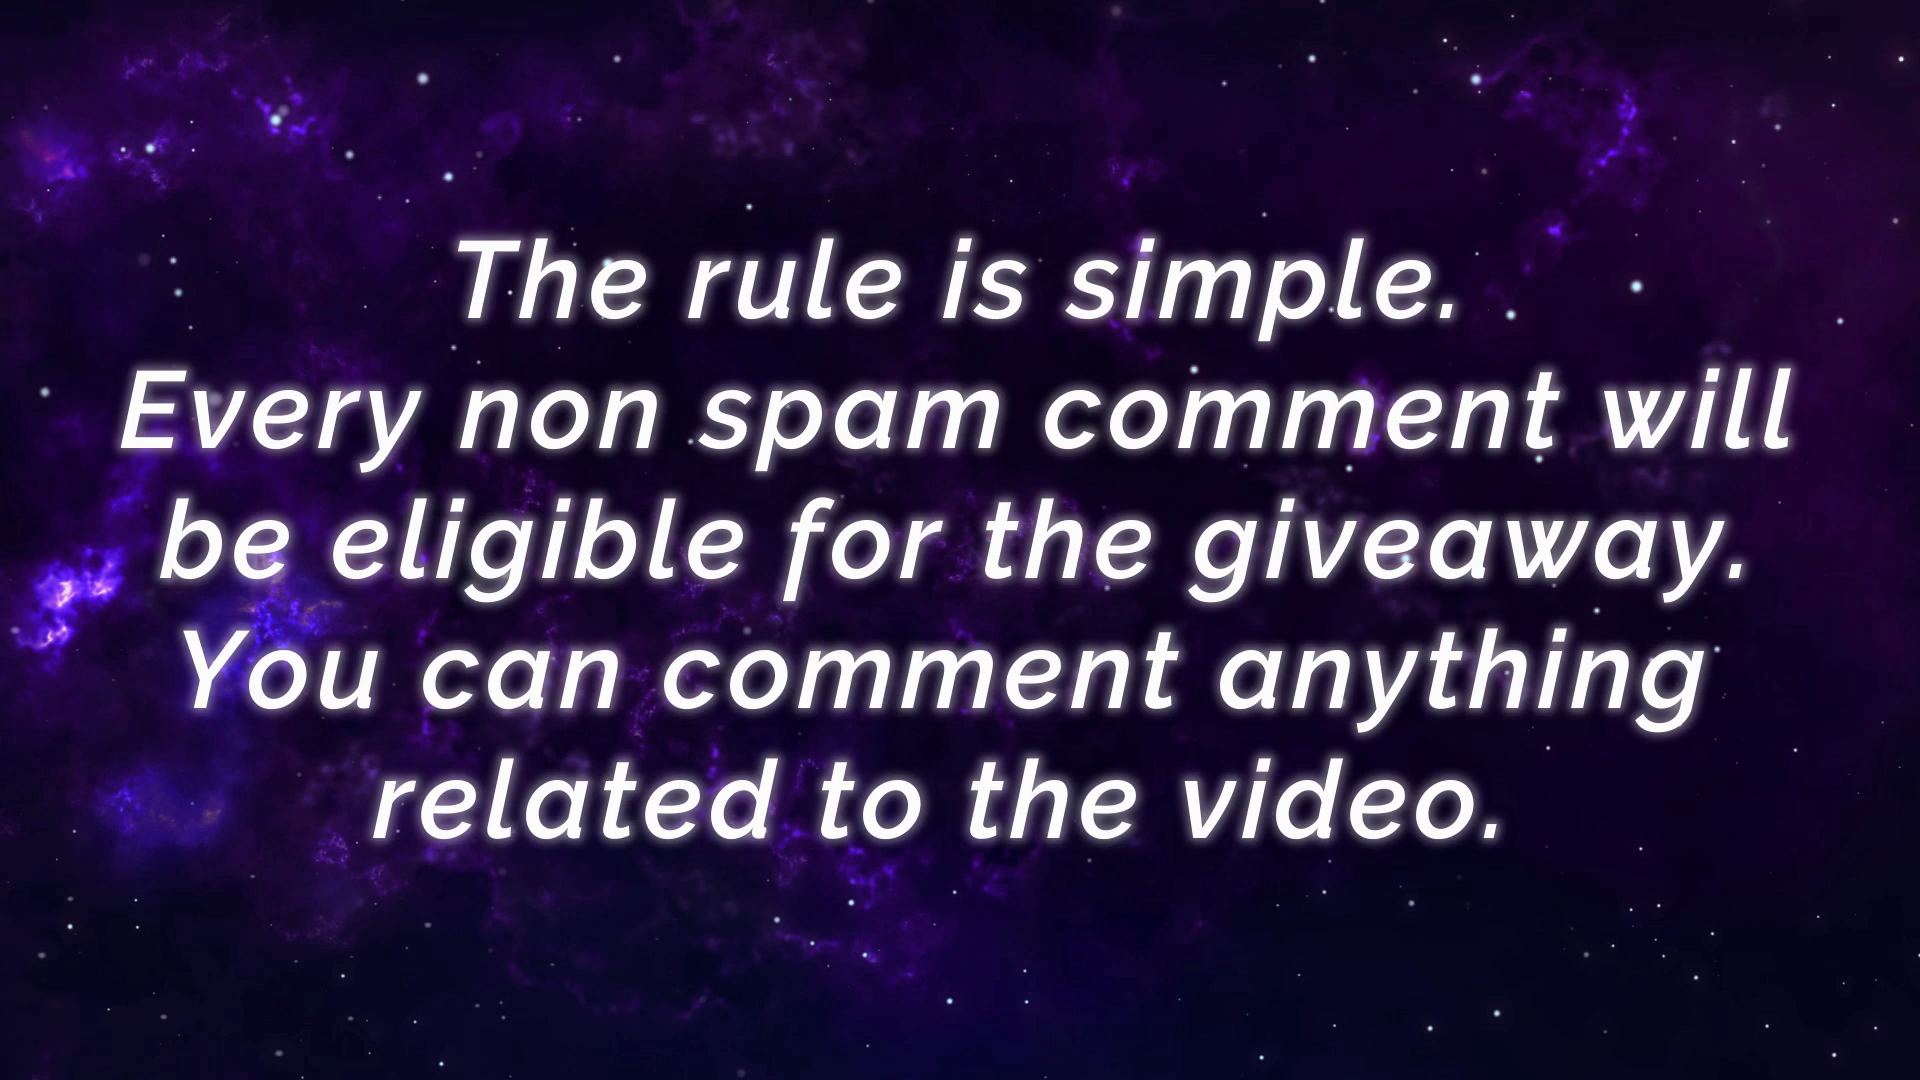 The rule is simple.
Every non spam comment will
be eligible for the giveaway.
You can comment anything
related to the video.